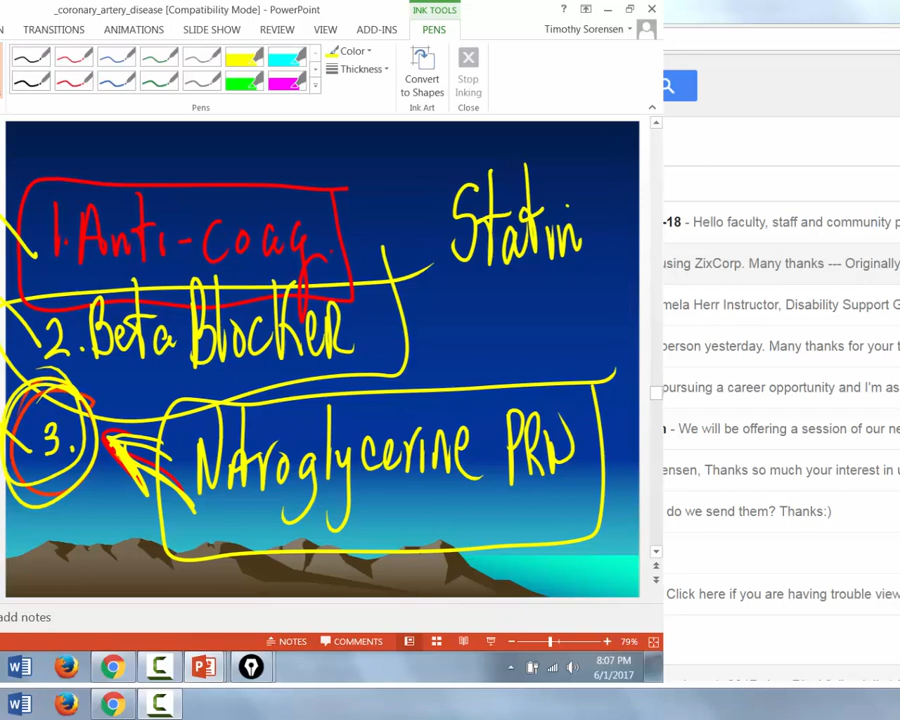 _coronary_artery_disease [Compatibility Mode] - PowerPoint
INK TOOLS
?
TRANSITIONS ANIMATIONS SLIDE SHOW REVIEW VIEW ADD-INS PENS
Timothy Sorensen
Color
Thickness
Convert to Shapes
Stop Inking
Pens
Ink Art
Close
1. Anti-coag.
Statin
2. Beta Blocker
3.
Nitroglycerine PRN
-18 - Hello faculty, staff and community p
using ZixCorp. Many thanks --- Originally
mela Herr Instructor, Disability Support G
person yesterday. Many thanks for your t
pursuing a career opportunity and I'm as
n - We will be offering a session of our ne
ensen, Thanks so much your interest in u
do we send them? Thanks:)
Click here if you are having trouble view
add notes
NOTES COMMENTS 79%
8:07 PM
6/1/2017